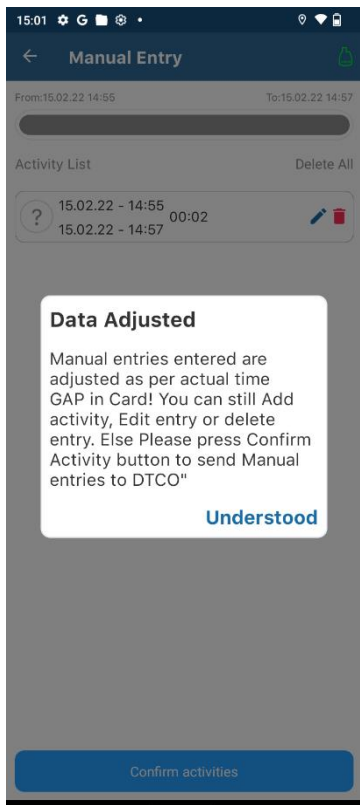 15:01
Manual Entry
From:15.02.22 14:55 To:15.02.22 14:57
Activity List Delete All
?
15.02.22 - 14:55
00:02
15.02.22 - 14:57
Data Adjusted
Manual entries entered are
adjusted as per actual time
GAP in Card! You can still Add
activity, Edit entry or delete
entry. Else Please press Confirm
Activity button to send Manual
entries to DTCO"
Understood
Confirm activities